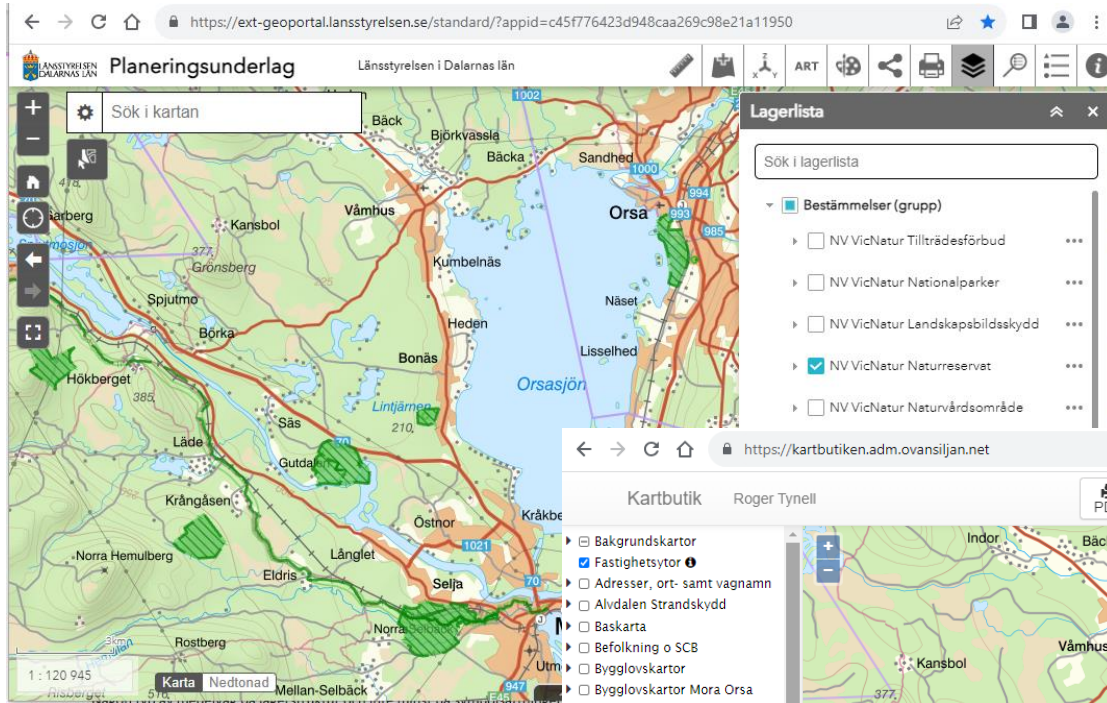 https://ext-geoportal.lansstyrelsen.se/standard/?appid=c45f776423d948caa269c98e21a11950
LÄNSSTYRELSEN
DALARNAS LÄN
Planeringsunderlag
Länsstyrelsen i Dalarnas län
ART
Sök i kartan
Lagerlista
Sök i lagerlista
Bestämmelser (grupp)
NV VicNatur Tillträdesförbud
NV VicNatur Nationalparker
NV VicNatur Landskapsbildsskydd
NV VicNatur Naturreservat
NV VicNatur Naturvårdsområde
1002
Bäck
Björkvassla
Bäcka
Sandhed
1000
994
418
Våmhus
Orsa
993
985
Kansbol
377
Grönsberg
Kumbelnäs
Spjutmo
Näset
Börka
Heden
Lisselhed
Bonäs
Hökberget
Orsasjön
385
Lintjärnen
210
Säs
70
Läde
Gutdalen
Krångåsen
Östnor
Norra Hemulberg
Långlet
1021
Eldris
Selja
70
Rostberg
3km
1 : 120 945
Karta
Nedtonad
Mellan-Selbäck
E45
947
https://kartbutiken.adm.ovansiljan.net
Kartbutik
Roger Tynell
Bakgrundskartor
Fastighetsytor
Adresser, ort- samt vagnamn
Alvdalen Strandskydd
Baskarta
Befolkning o SCB
Bygglovskartor
Bygglovskartor Mora Orsa
Indor
Kansbol
377